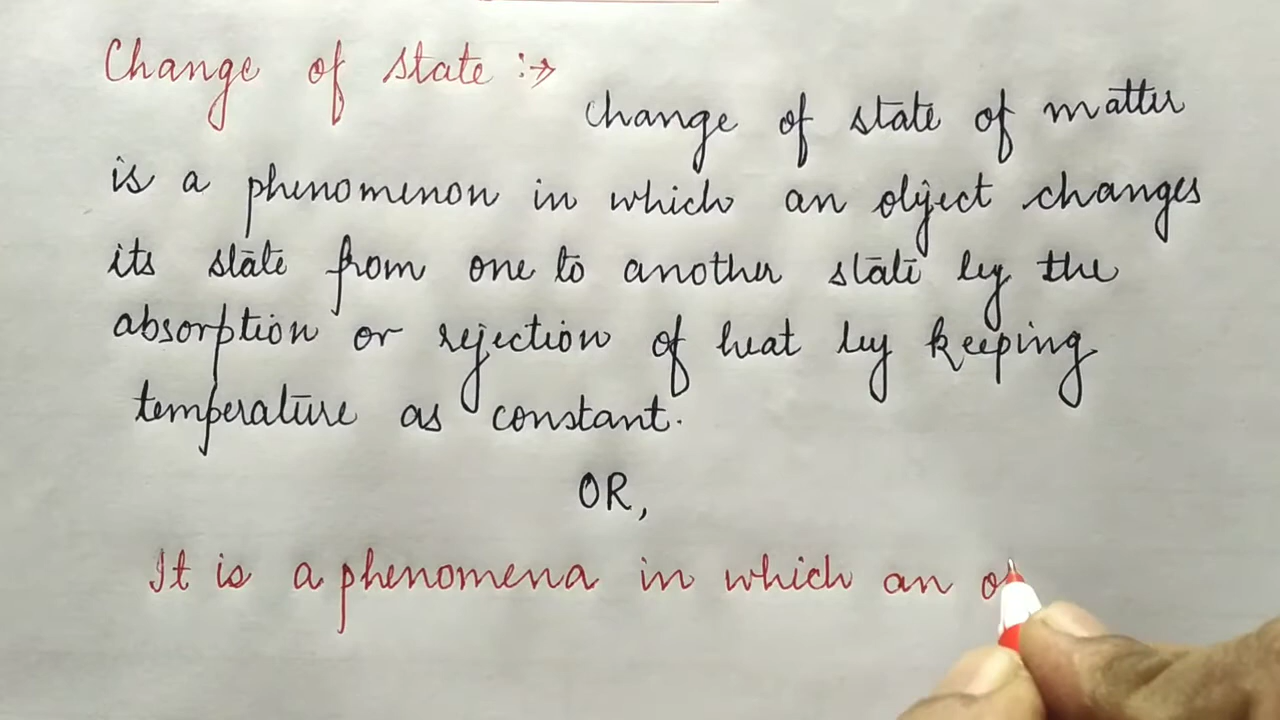 Change of state :→
change of state of matter
is a phenomenon in which an object changes
its state from one to another state by the
absorption or rejection of heat by keeping
temperature as constant.
OR,
It is a phenomena in which an